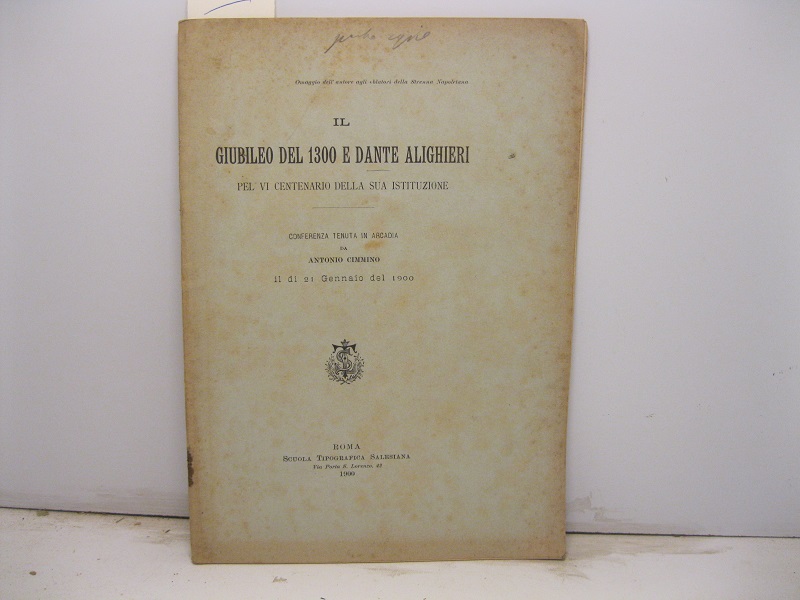 Omaggio dell'autore agli oblatori della Strenna Napoletana
IL
GIUBILEO DEL 1300 E DANTE ALIGHIERI
PEL VI CENTENARIO DELLA SUA ISTITUZIONE
CONFERENZA TENUTA IN ARCADIA
DA
ANTONIO CIMMINO
il di 21 Gennaio del 1900
ROMA
SCUOLA TIPOGRAFICA SALESIANA
Via Porta S. Lorenzo, 42
1900